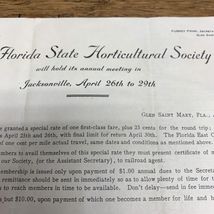 Florida State Horticultural Society
will hold its annual meeting in
Jacksonville, April 26th to 29th
GLEN SAINT MARY, FLA.,
granted a special rate of one first-class fare, plus 25 cents for the round trip;
April 25th and 26th, with final limit for return April 30th. The Florida East C
of one cent per mile actual travel, same dates and conditions as mentioned above.
members to avail themselves of this special rate they must present certificate of m
our Society, (or the Assistant Secretary), to railroad agent.
embership is issued only upon payment of $1.00 annual dues to the Secretary
remittance should be sent in immediately so as to allow plenty of time for
to reach members in time to be available. Don't delay—send in fee immed
but $10.00, upon payment of which one becomes a member for life and is